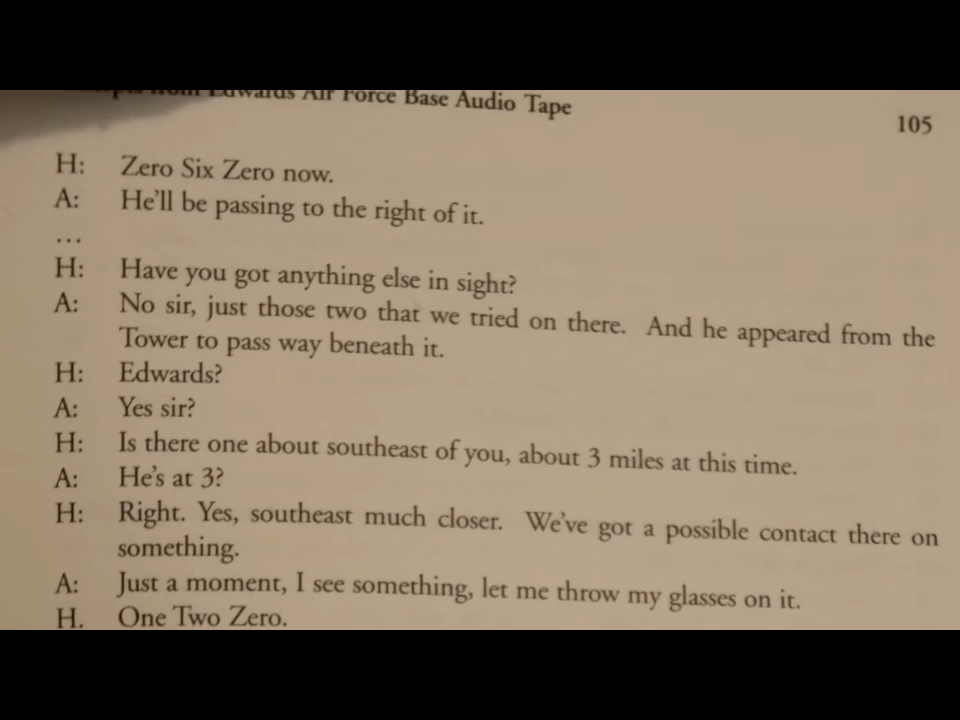 from Edwards Air Force Base Audio Tape
105
H: Zero Six Zero now.
A: He'll be passing to the right of it.
...
H: Have you got anything else in sight?
A: No sir, just those two that we tried on there. And he appeared from the
Tower to pass way beneath it.
H: Edwards?
A: Yes sir?
H: Is there one about southeast of you, about 3 miles at this time.
A: He's at 3?
H: Right. Yes, southeast much closer. We've got a possible contact there on
something.
A: Just a moment, I see something, let me throw my glasses on it.
H. One Two Zero.